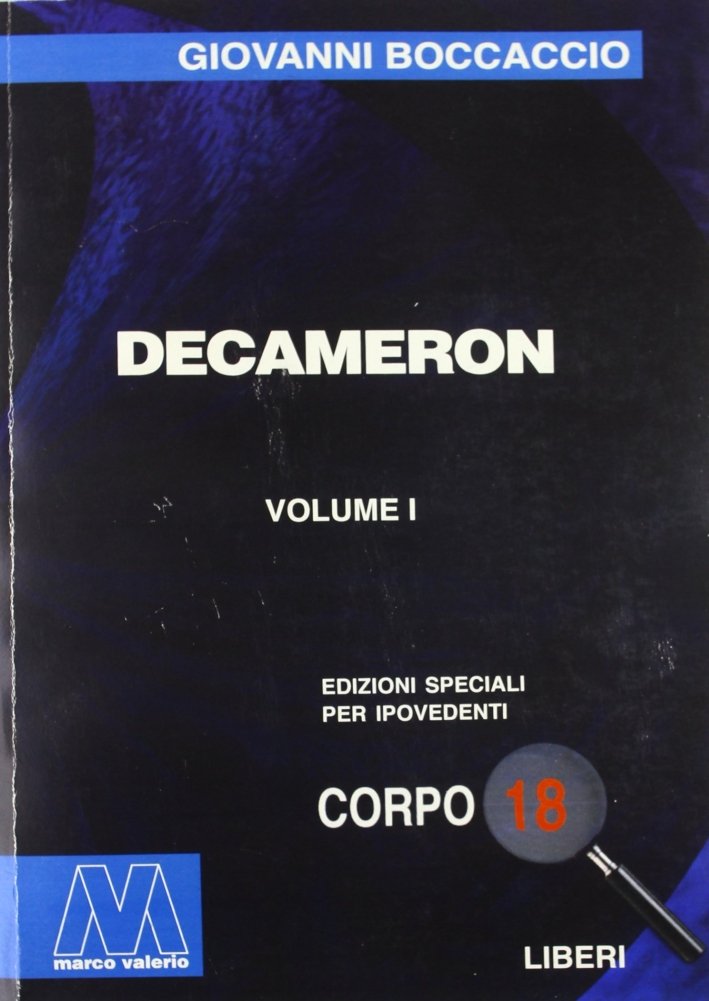 GIOVANNI BOCCACCIO
DECAMERON
VOLUME I
EDIZIONI SPECIALI
PER IPOVEDENTI
CORPO 18
marco valerio
LIBERI